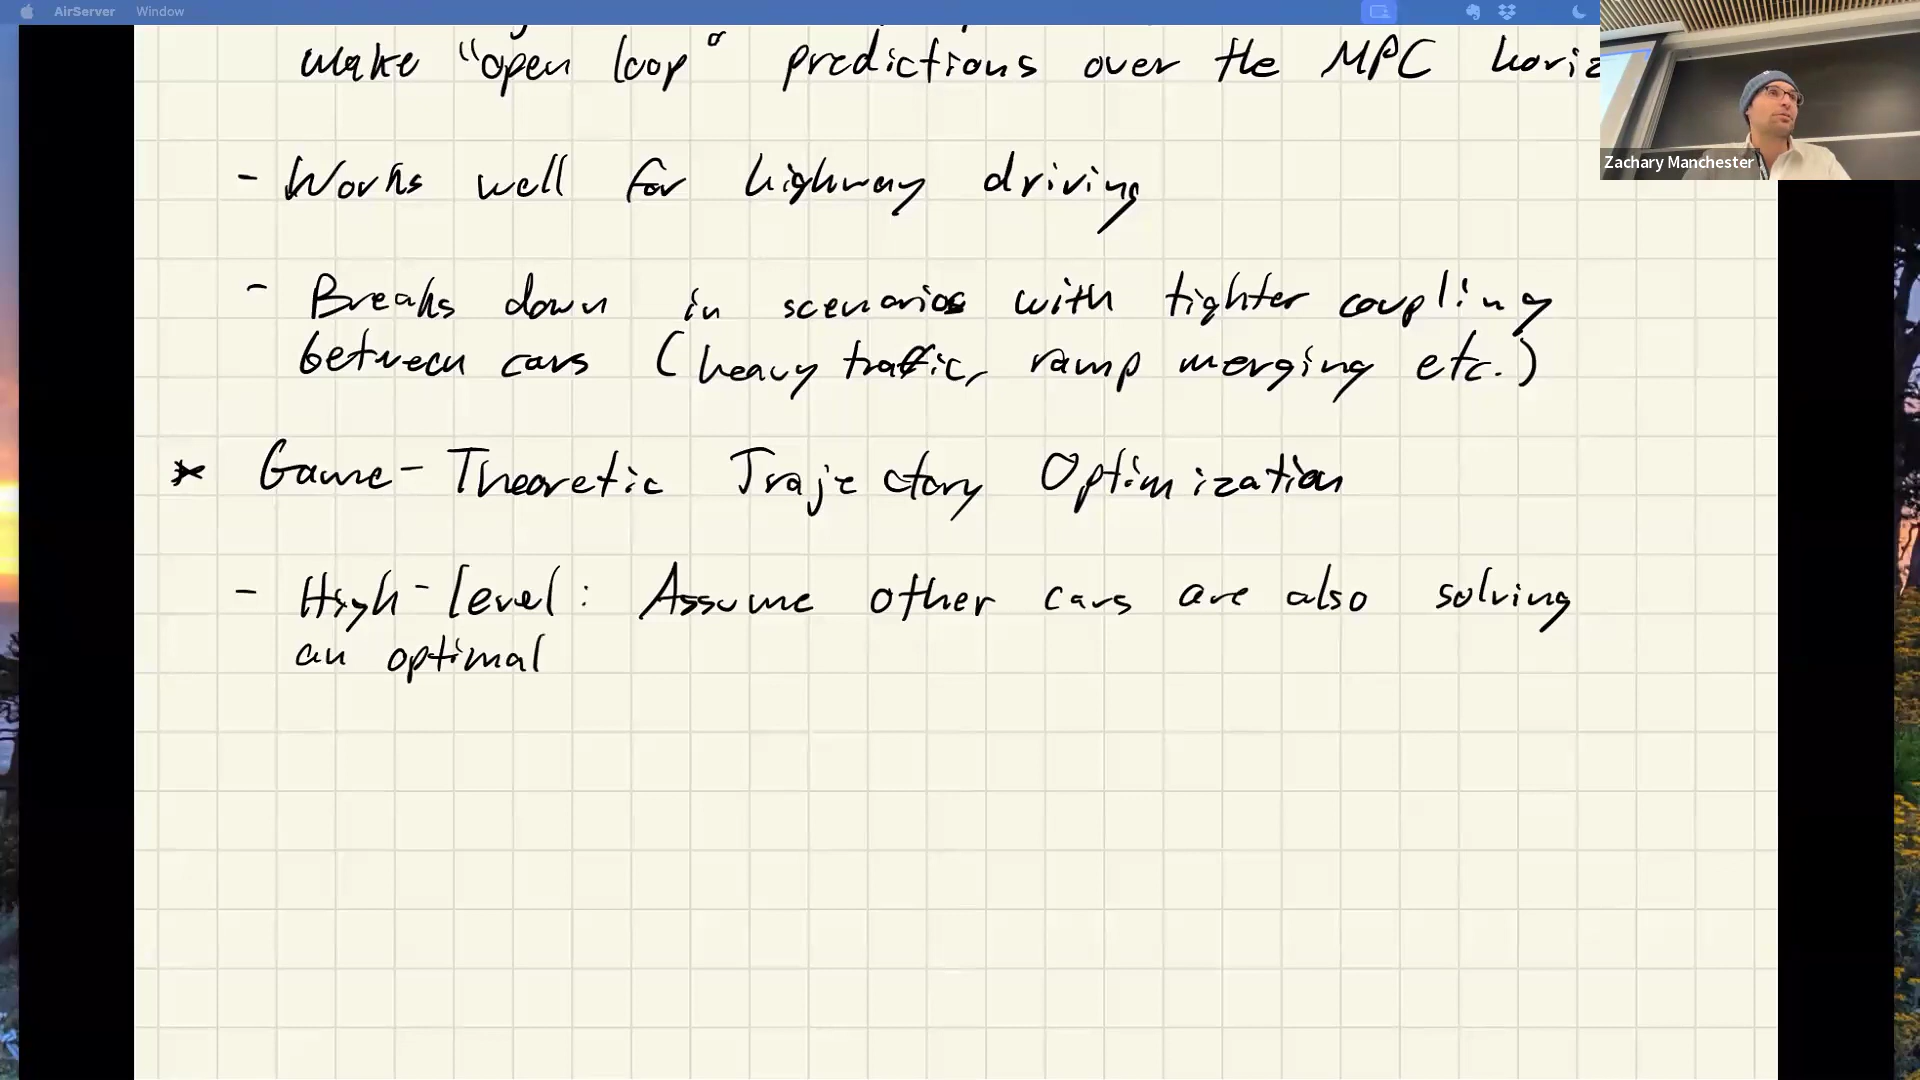 AirServer Window
make "open loop" predictions over the MPC horiz
Zachary Manchester
- Works well for highway driving
- Breaks down in scenarios with tighter coupling
between cars (heavy traffic, ramp merging etc.)
* Game-Theoretic Trajectory Optimization
- High-level: Assume other cars are also solving
an optimal